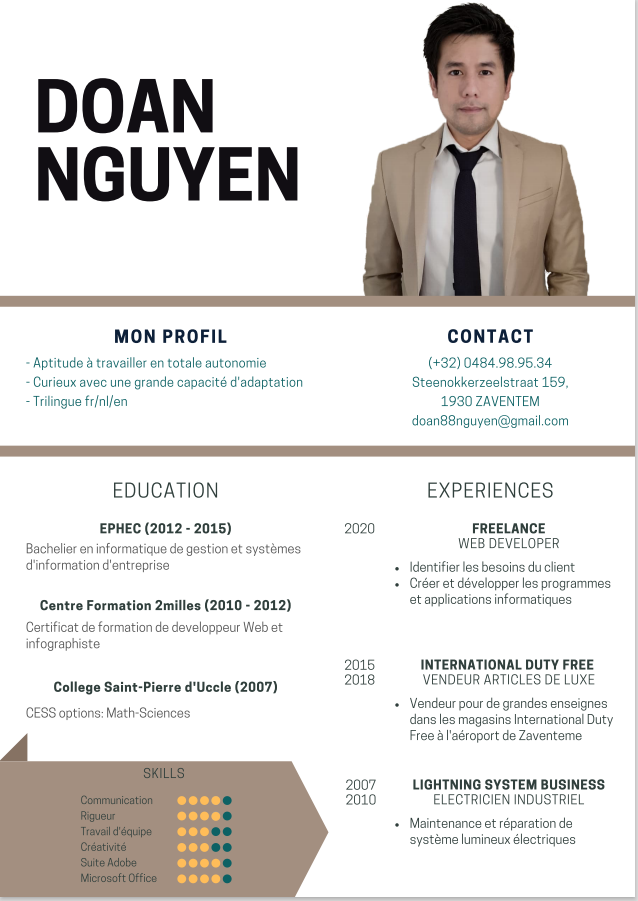 DOAN
NGUYEN
MON PROFIL
- Aptitude à travailler en totale autonomie
- Curieux avec une grande capacité d'adaptation
- Trilingue fr/nl/en
CONTACT
(+32) 0484.98.95.34
Steenokkerzeelstraat 159,
1930 ZAVENTEM
doan88nguyen@gmail.com
EDUCATION
EPHEC (2012 - 2015)
Bachelier en informatique de gestion et systèmes
d'information d'entreprise
Centre Formation 2milles (2010 - 2012)
Certificat de formation de developpeur Web et
infographiste
College Saint-Pierre d'Uccle (2007)
CESS options: Math-Sciences
SKILLS
Communication
Rigueur
Travail d'équipe
Créativité
Suite Adobe
Microsoft Office
EXPERIENCES
2020
FREELANCE
WEB DEVELOPER
• Identifier les besoins du client
• Créer et développer les programmes
et applications informatiques
2015
2018
INTERNATIONAL DUTY FREE
VENDEUR ARTICLES DE LUXE
• Vendeur pour de grandes enseignes
dans les magasins International Duty
Free à l'aéroport de Zaventeme
2007
2010
LIGHTNING SYSTEM BUSINESS
ELECTRICIEN INDUSTRIEL
• Maintenance et réparation de
système lumineux électriques